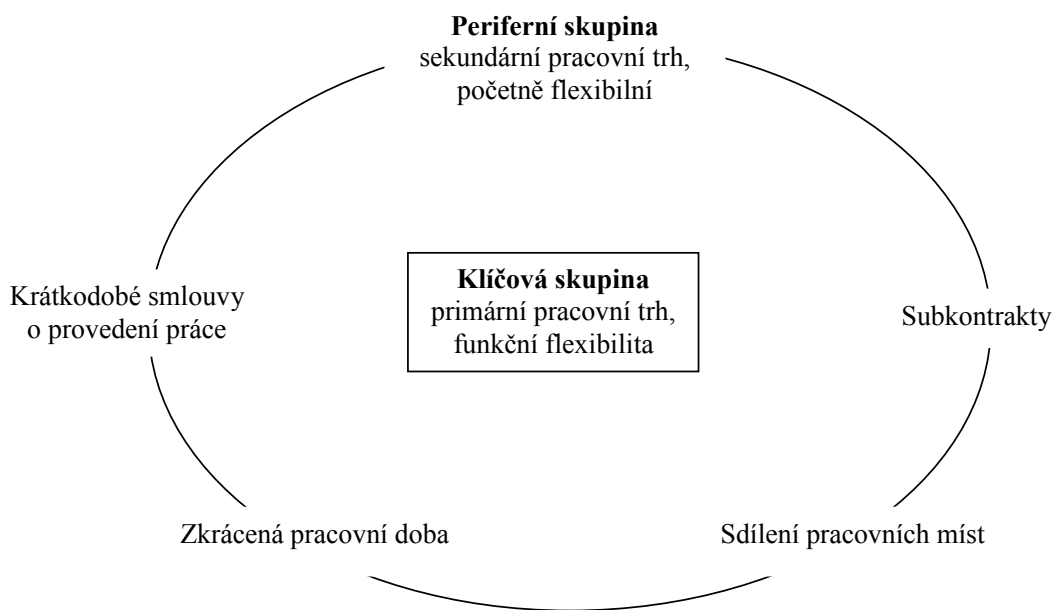 Periferní skupina
sekundární pracovní trh,
početně flexibilní
Klíčová skupina
primární pracovní trh,
funkční flexibilita
Krátkodobé smlouvy
o provedení práce
Subkontrakty
Zkrácená pracovní doba
Sdílení pracovních míst